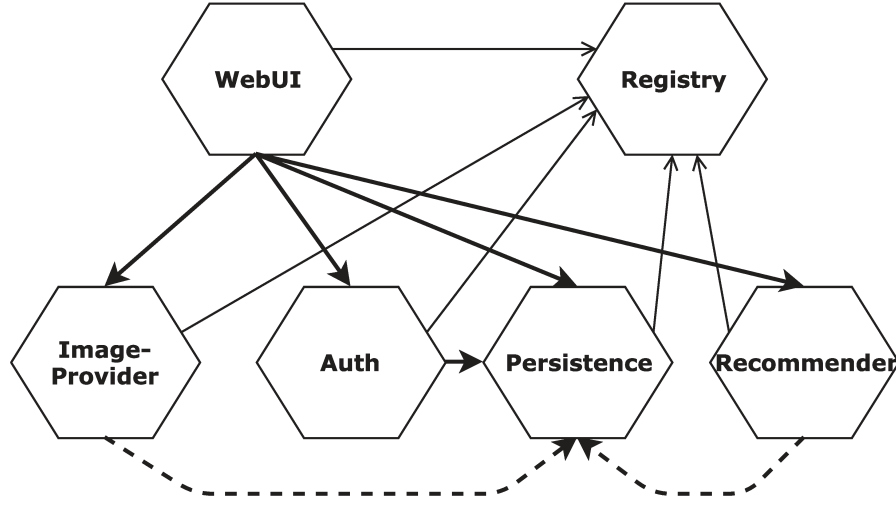 WebUI
Registry
Image-
Provider
Auth
Persistence
Recommender